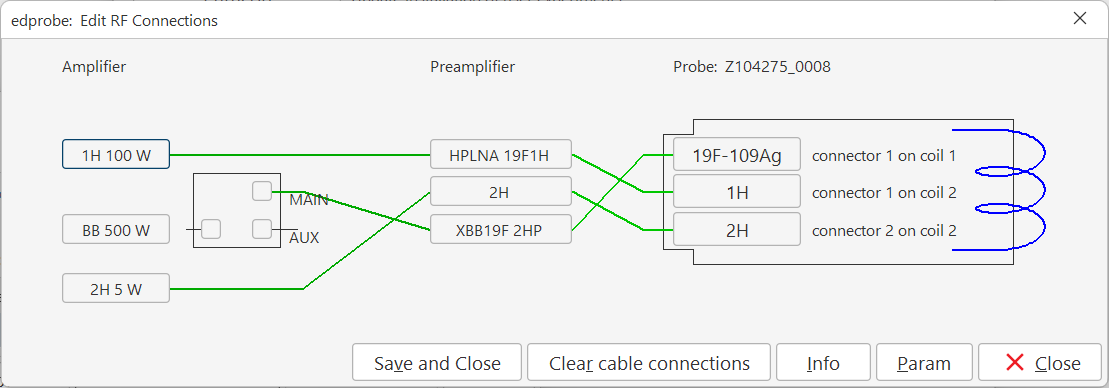 edprobe: Edit RF Connections
Amplifier
Preamplifier
Probe: Z104275_0008
1H 100 W
HPLNA 19F1H
19F-109Ag
connector 1 on coil 1
MAIN
2H
1H
connector 1 on coil 2
BB 500 W
AUX
XBB19F 2HP
2H
connector 2 on coil 2
2H 5 W
Save and Close
Clear cable connections
Info
Param
Close